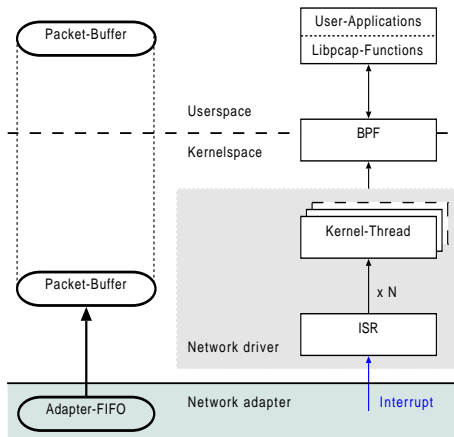 User-Applications
Packet-Buffer
Libpcap-Functions
Userspace
BPF
Kernelspace
Kernel-Thread
Packet-Buffer
x N
ISR
Network driver
Adapter-FIFO
Network adapter
Interrupt